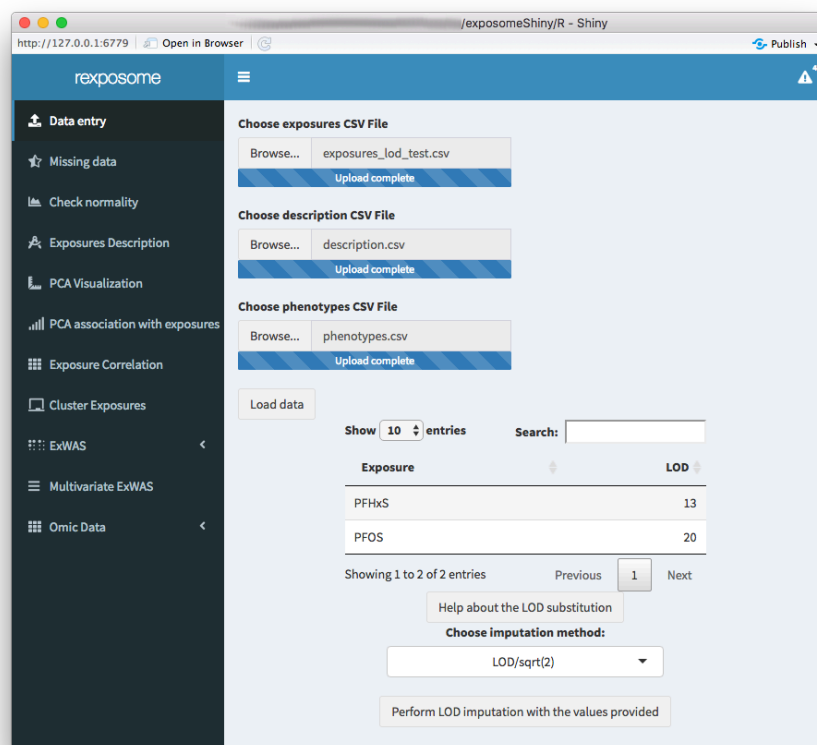 /exposomeShiny/R - Shiny
http://127.0.0.1:6779 Open in Browser Publish
rexposome
Data entry
Missing data
Check normality
Exposures Description
PCA Visualization
PCA association with exposures
Exposure Correlation
Cluster Exposures
ExWAS
Multivariate ExWAS
Omic Data
Choose exposures CSV File
Browse... exposures_lod_test.csv
Upload complete
Choose description CSV File
Browse... description.csv
Upload complete
Choose phenotypes CSV File
Browse... phenotypes.csv
Upload complete
Load data
Show 10 entries Search:
Exposure LOD
PFHxS 13
PFOS 20
Showing 1 to 2 of 2 entries Previous 1 Next
Help about the LOD substitution
Choose imputation method:
LOD/sqrt(2)
Perform LOD imputation with the values provided